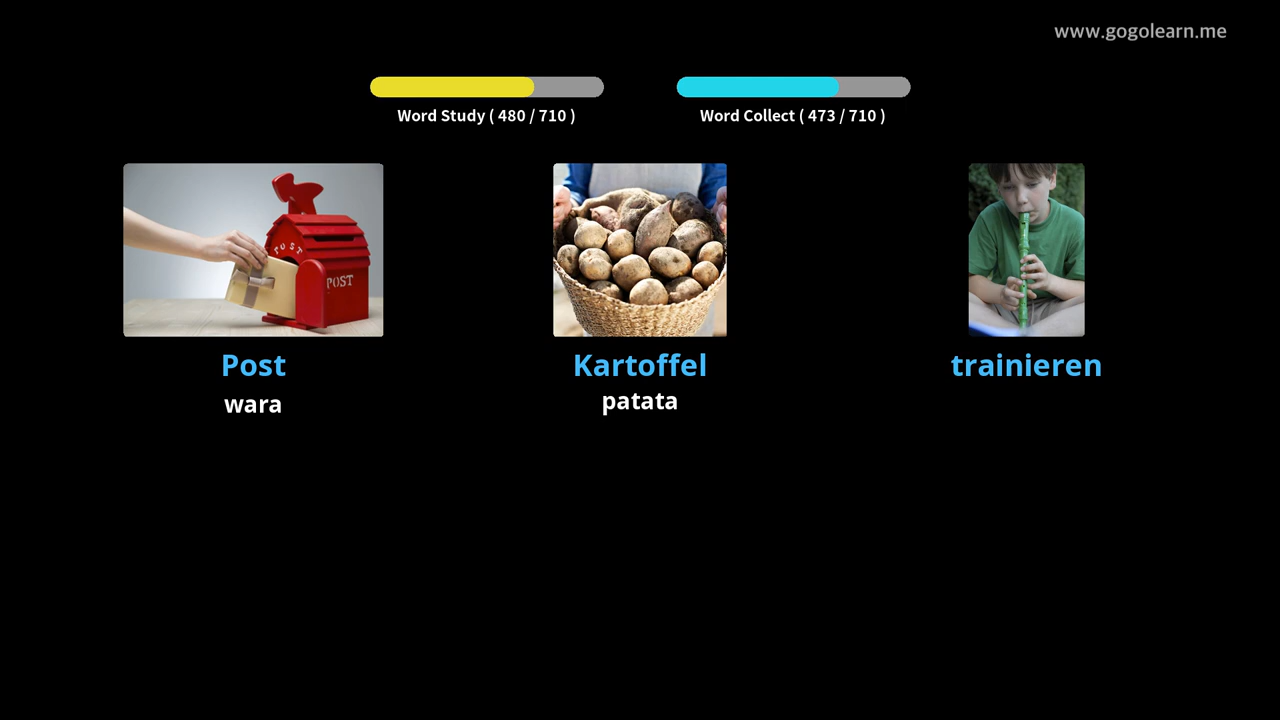 www.gogolearn.me
Word Study ( 480 / 710 )
Word Collect ( 473 / 710 )
POST
POST
Post
Kartoffel
trainieren
wara
patata